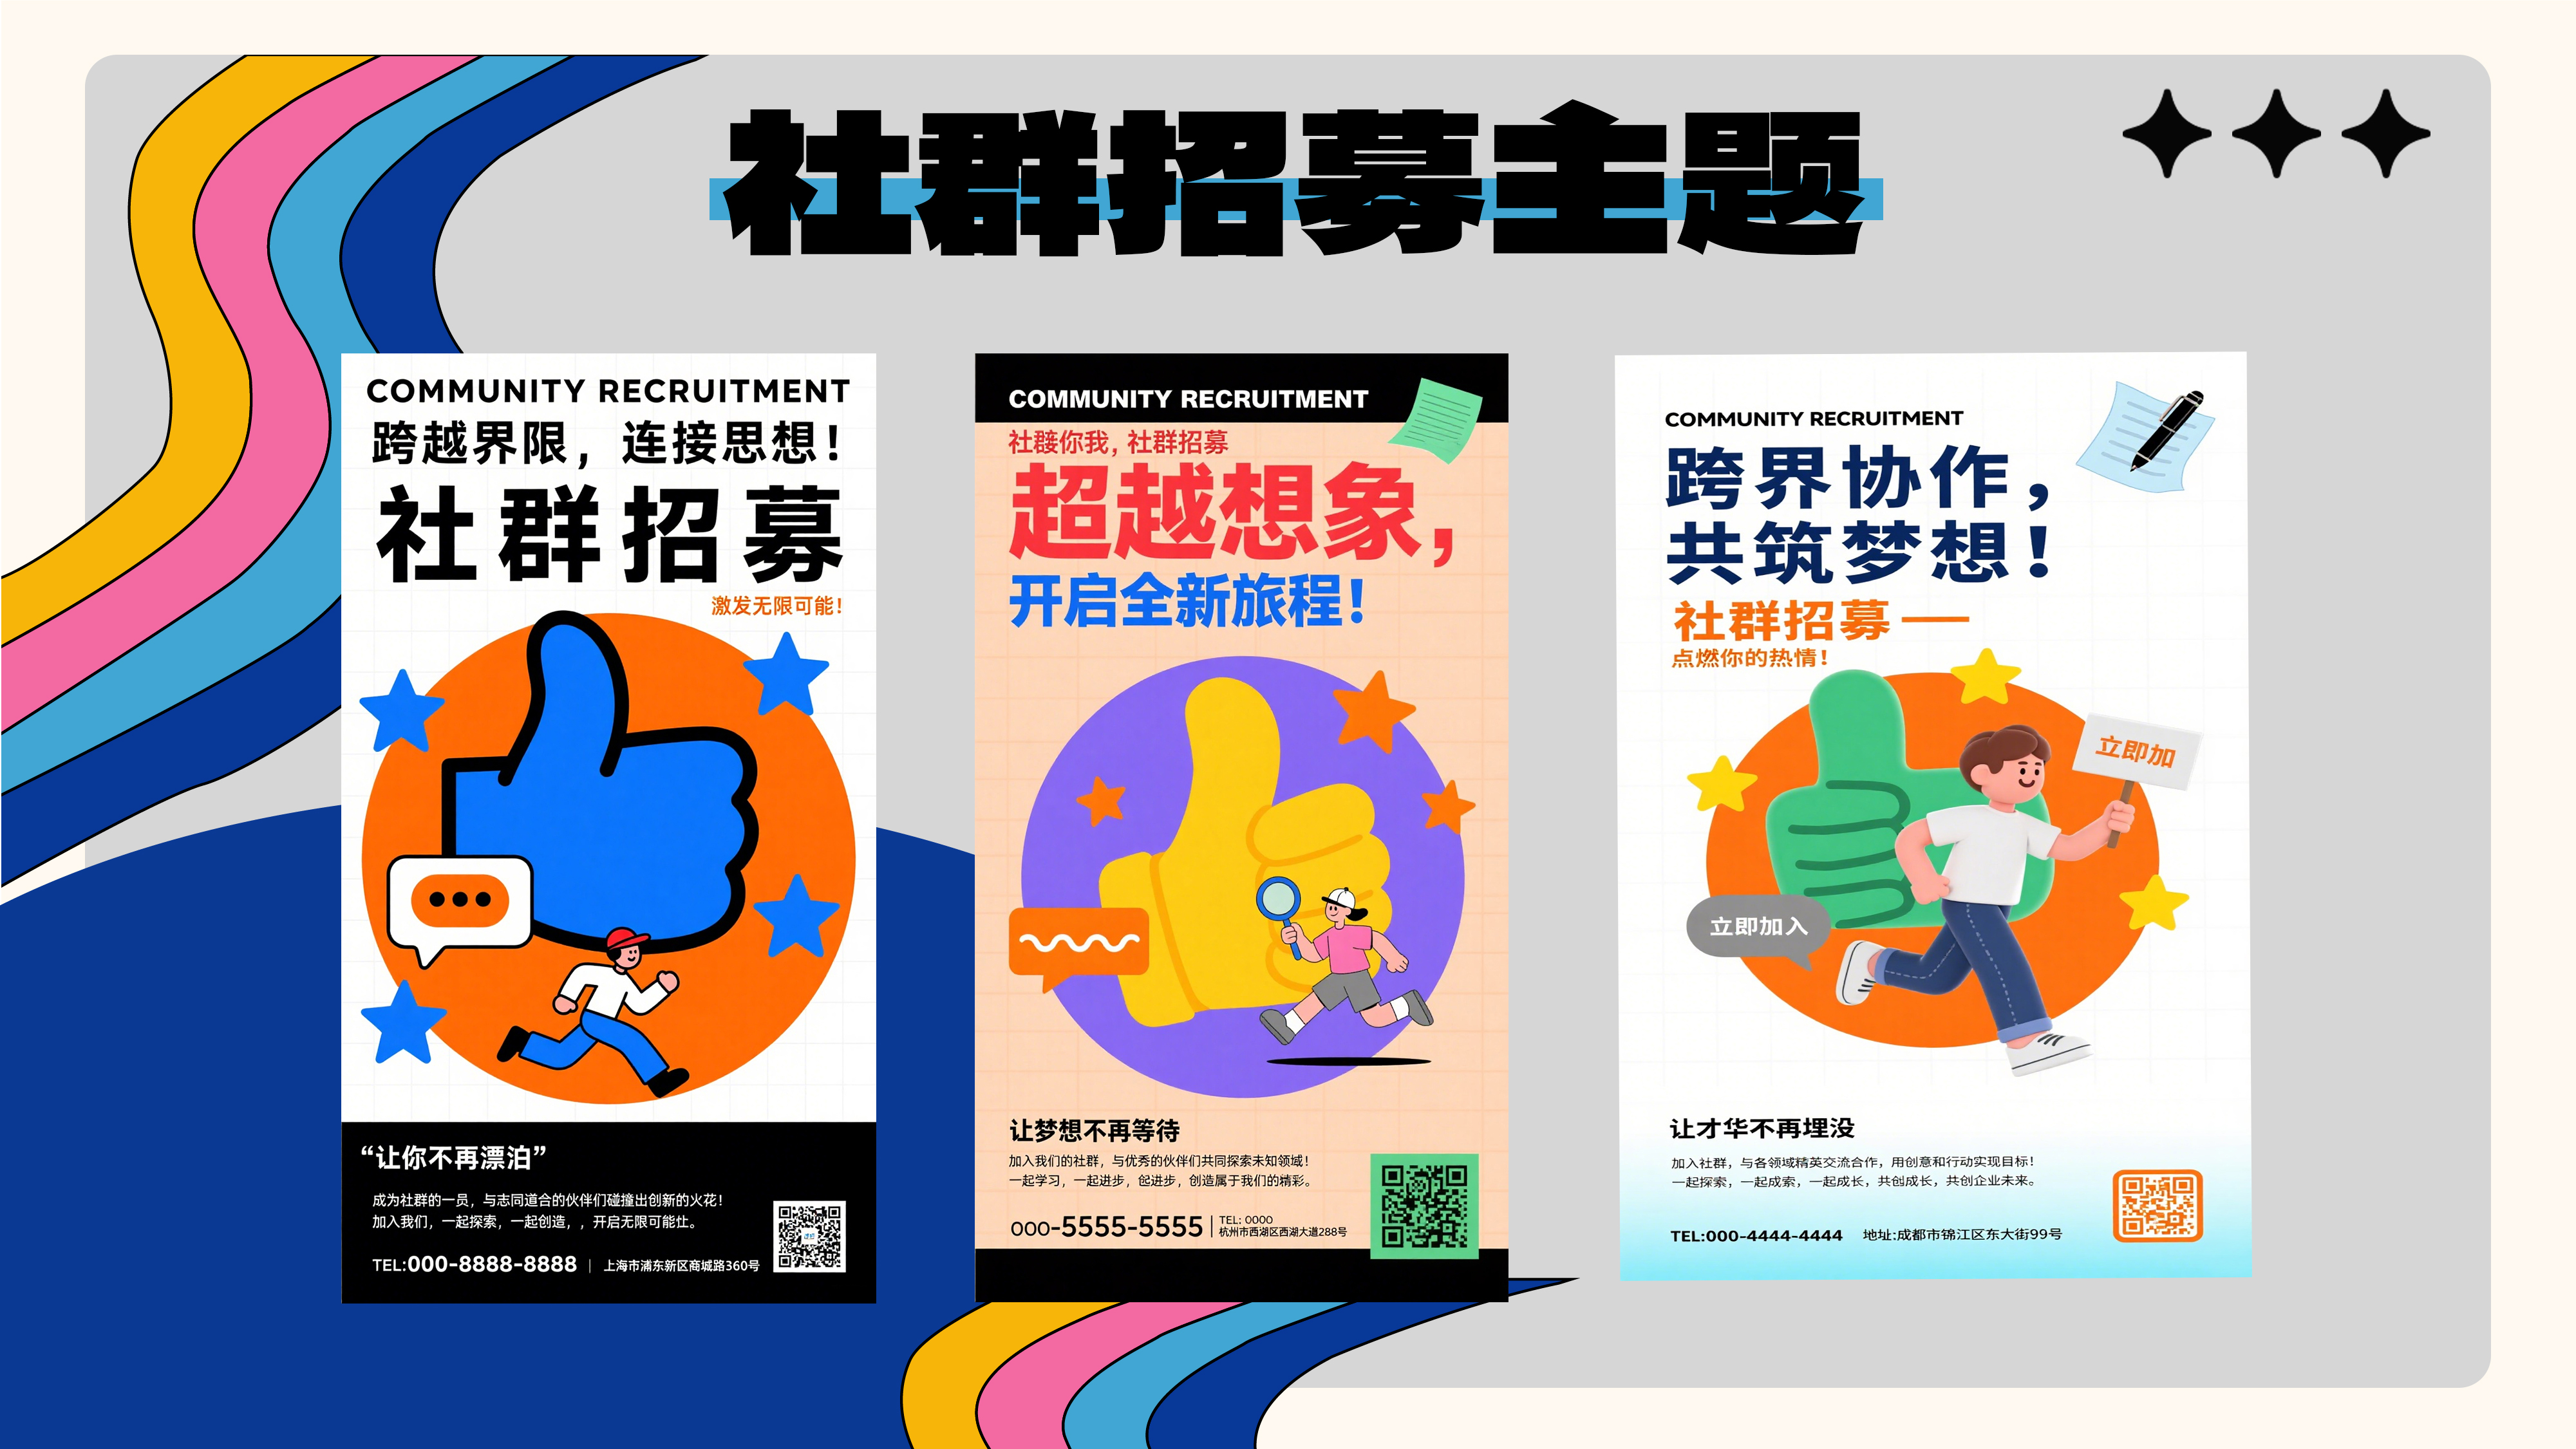 社群招募主题
COMMUNITY RECRUITMENT
跨越界限，连接思想！
社群招募
激发无限可能！
“让你不再漂泊”
成为社群的一员，与志同道合的伙伴们碰撞出创新的火花！
加入我们，一起探索，一起创造，，开启无限可能灶。
TEL:000-8888-8888 | 上海市浦东新区商城路360号
COMMUNITY RECRUITMENT
你我，社群招募
超越想象，
开启全新旅程！
让梦想不再等待
加入我们的社群，与优秀的伙伴们共同探索未知领域！
一起学习，一起进步，创进步，创造属于我们的精彩。
000-5555-5555
TEL: 0000
杭州市西湖区西湖大道288号
COMMUNITY RECRUITMENT
跨界协作，
共筑梦想！
社群招募——
点燃你的热情！
立即加
立即加入
让才华不再埋没
加入社群，与各领域精英交流合作，用创意和行动实现目标！
一起探索，一起成索，一起成长，共创成长，共创企业未来。
TEL:000-4444-4444 地址:成都市锦江区东大街99号